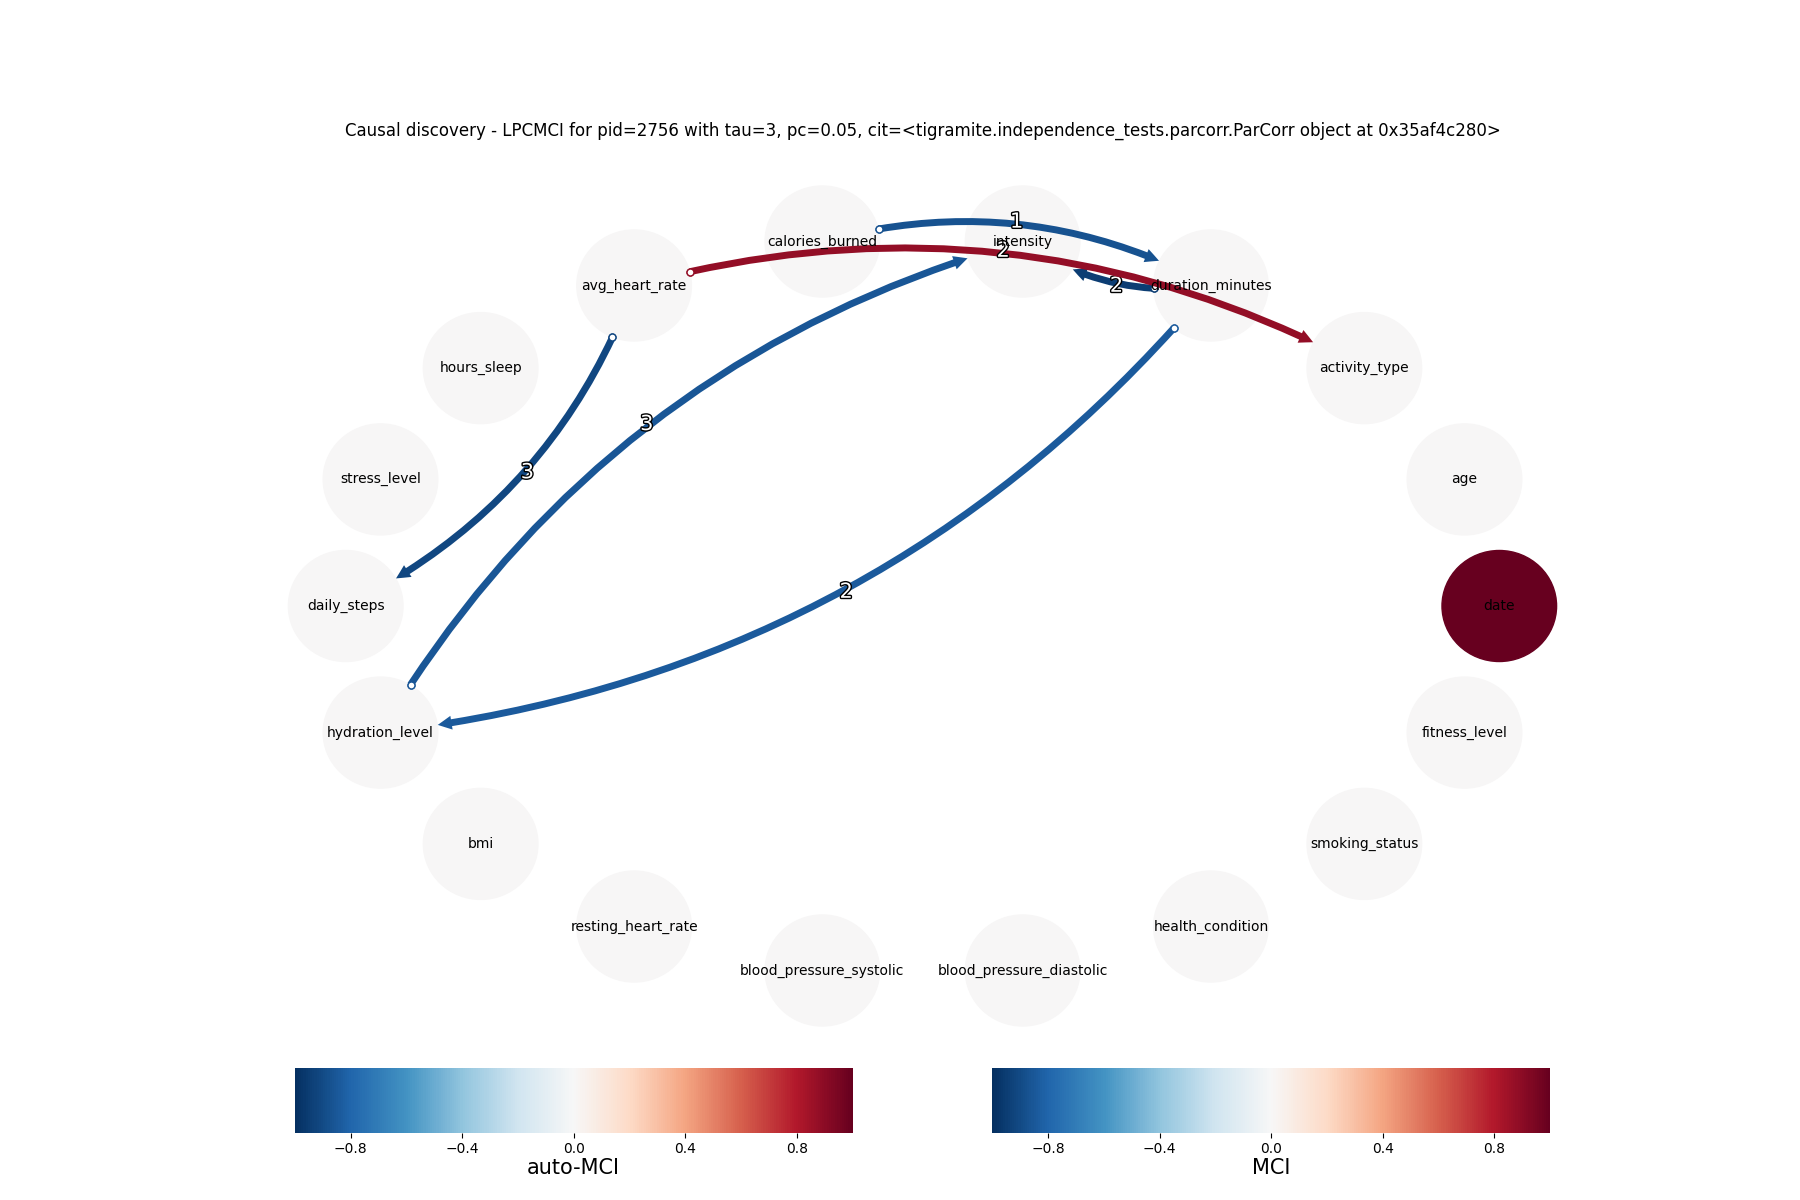 Causal discovery - LPCMCI for pid=2756 with tau=3, pc=0.05, cit=<tigramite.independence_tests.parcorr.ParCorr object at 0x35af4c280>
1
calories_burned
intensity
2
avg_heart_rate
2
duration_minutes
hours_sleep
activity_type
3
3
stress_level
age
2
daily_steps
date
hydration_level
fitness_level
bmi
smoking_status
resting_heart_rate
health_condition
blood_pressure_systolic
blood_pressure_diastolic
−0.8 −0.4 0.0 0.4 0.8
auto-MCI
−0.8 −0.4 0.0 0.4 0.8
MCI